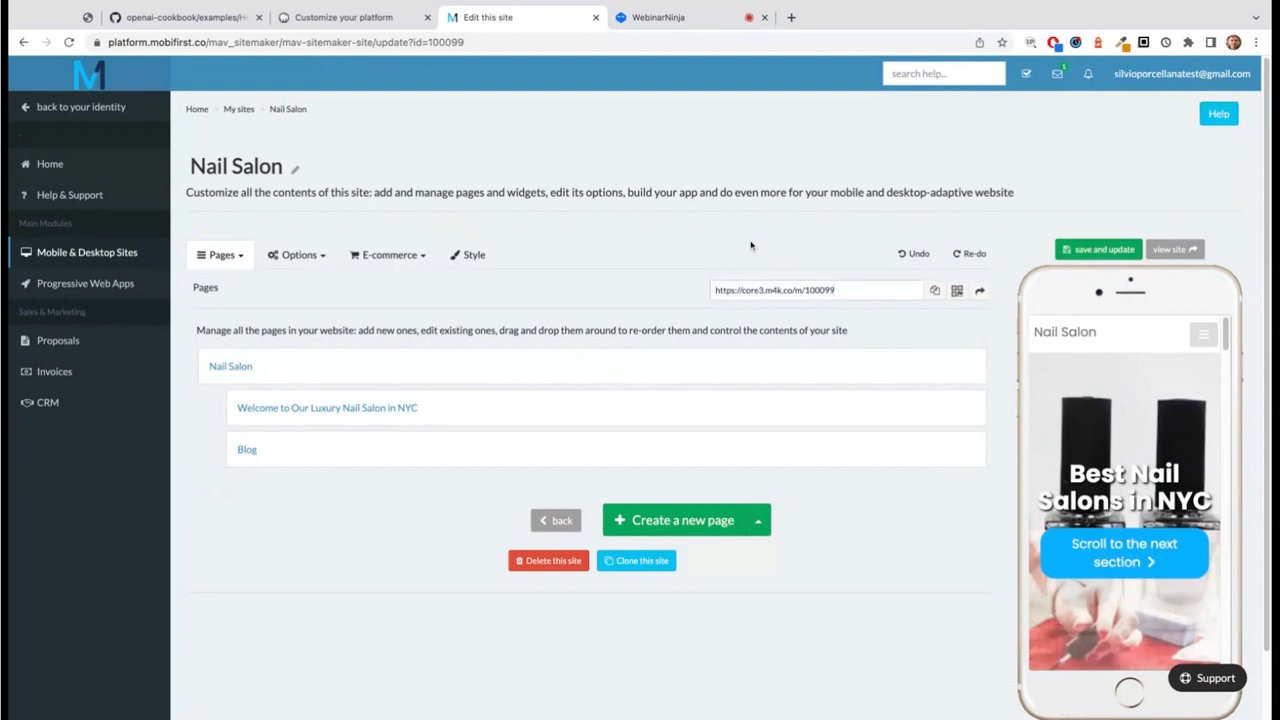 openai-cookbook/examples/H
Customize your platform
Edit this site
WebinarNinja
platform.mobifirst.co/mav_sitemaker/mav-sitemaker-site/update?id=100099
search help...
1
silvioporcellanatest@gmail.com
back to your identity
Home
Help & Support
Main Modules
Mobile & Desktop Sites
Progressive Web Apps
Sales & Marketing
Proposals
Invoices
CRM
Home > My sites > Nail Salon
Help
Nail Salon
Customize all the contents of this site: add and manage pages and widgets, edit its options, build your app and do even more for your mobile and desktop-adaptive website
Pages
Options
E-commerce
Style
Undo
Re-do
save and update
view site
Pages
https://core3.m4k.co/m/100099
Manage all the pages in your website: add new ones, edit existing ones, drag and drop them around to re-order them and control the contents of your site
Nail Salon
Welcome to Our Luxury Nail Salon in NYC
Blog
back
Create a new page
Delete this site
Clone this site
Nail Salon
Best Nail
Salons in NYC
Scroll to the next
section
Support